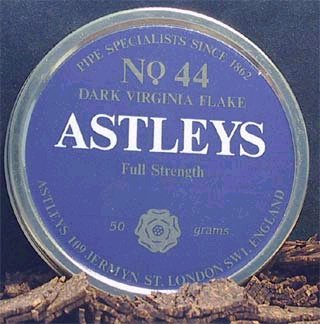 PIPE SPECIALISTS SINCE 1862
No 44
DARK VIRGINIA FLAKE
ASTLEYS
Full Strength
50 grams
ASTLEYS 109 JERMYN ST. LONDON SW1. ENGLAND